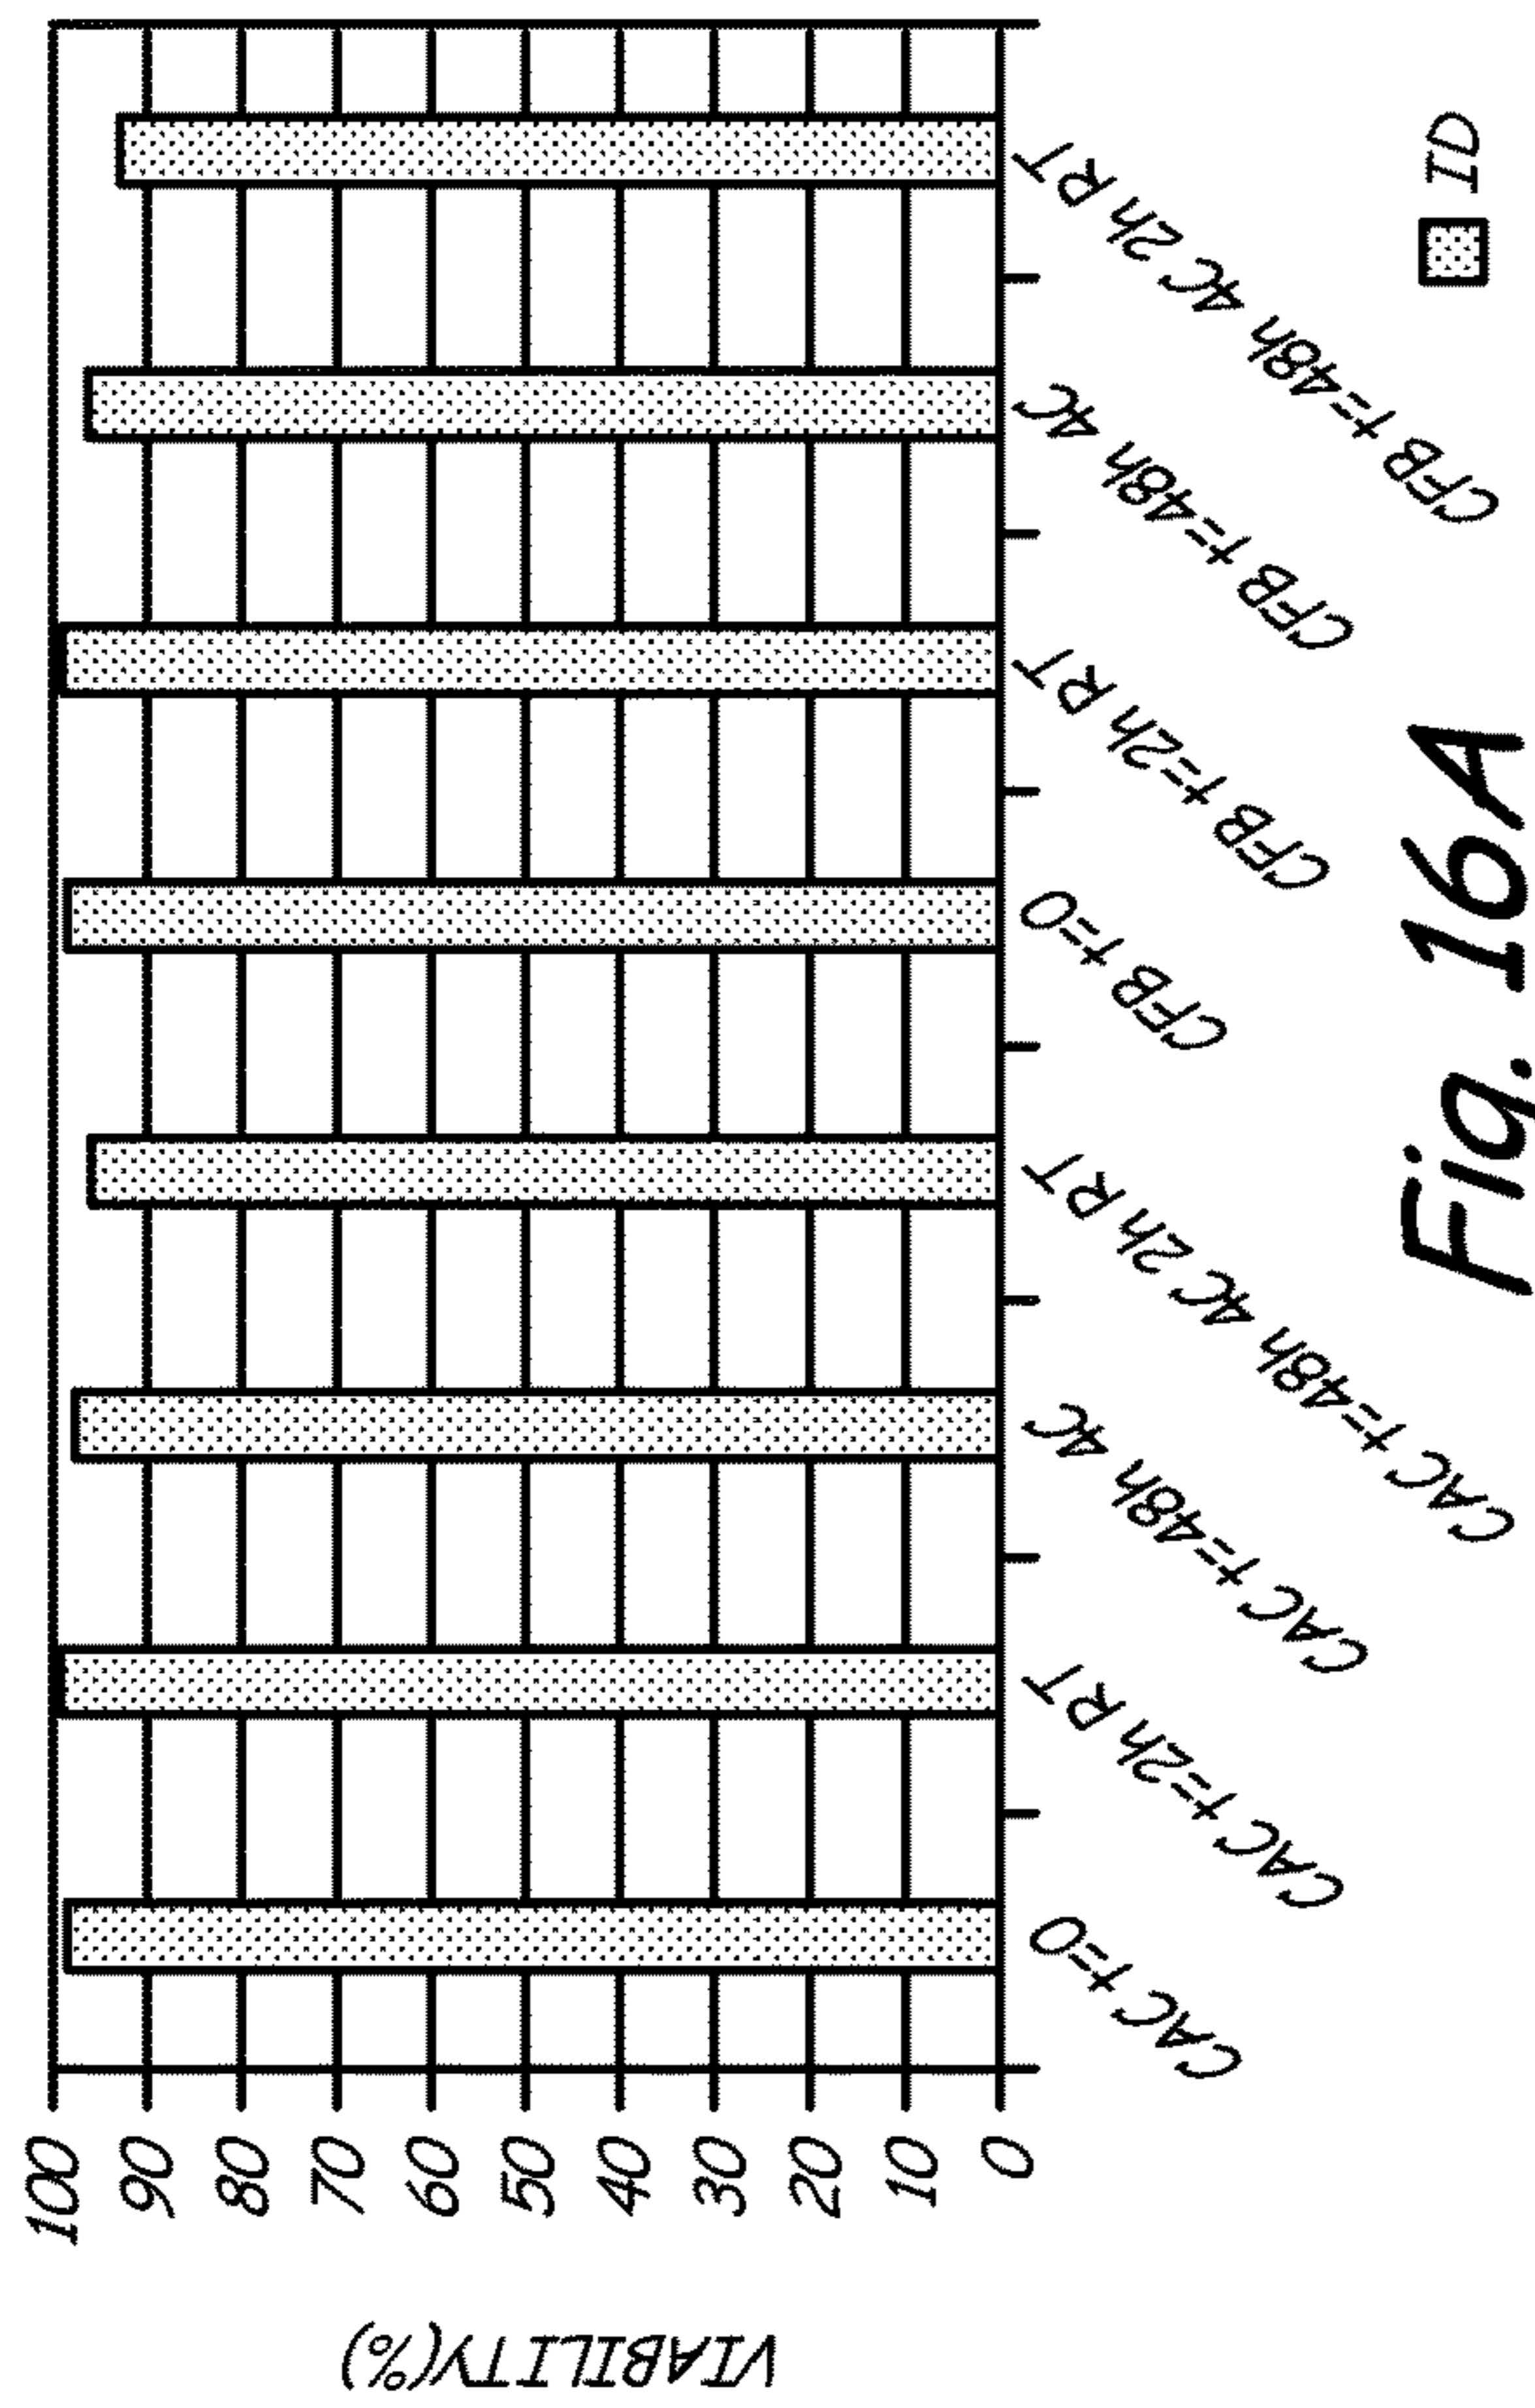 VIABILITY(%)
100
90
80
70
60
50
40
30
20
10
0
CAC t=0
CAC t=2h RT
CAC t=48h 4C
CAC t=48h 4C 2h RT
CFB t=0
CFB t=2h RT
CFB t=48h 4C
CFB t=48h 4C 2h RT
ID
Fig. 16A